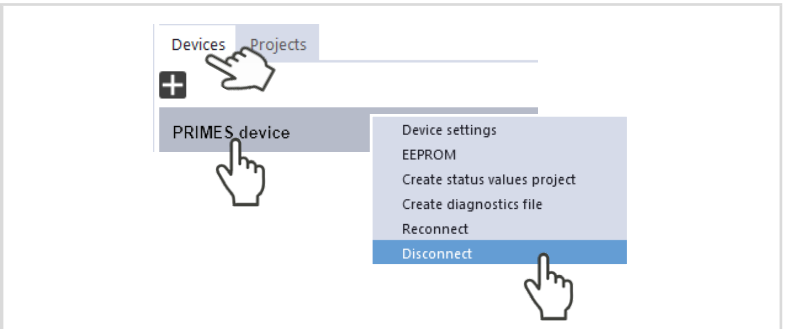 Devices Projects
PRIMES device
Device settings
EEPROM
Create status values project
Create diagnostics file
Reconnect
Disconnect